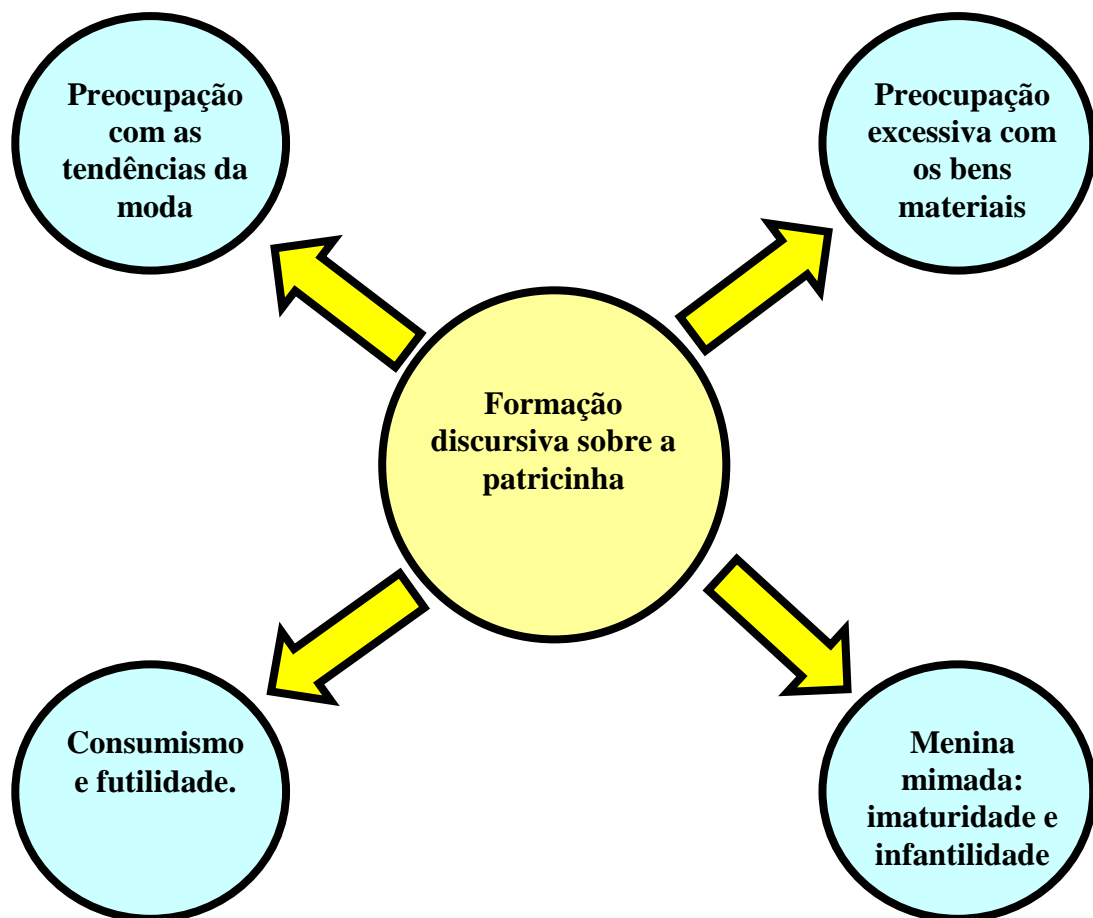 Preocupação
com as
tendências da
moda
Preocupação
excessiva com
os bens
materiais
Formação
discursiva sobre a
patricinha
Consumismo
e futilidade.
Menina
mimada:
imaturidade e
infantilidade